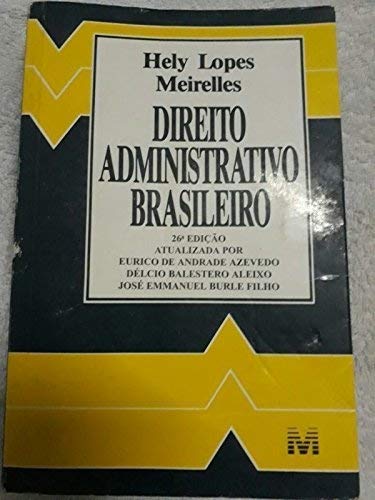 Hely Lopes
Meirelles
DIREITO
ADMINISTRATIVO
BRASILEIRO
26ª EDIÇÃO
ATUALIZADA POR
EURICO DE ANDRADE AZEVEDO
DÉLCIO BALESTERO ALEIXO
JOSÉ EMMANUEL BURLE FILHO
M